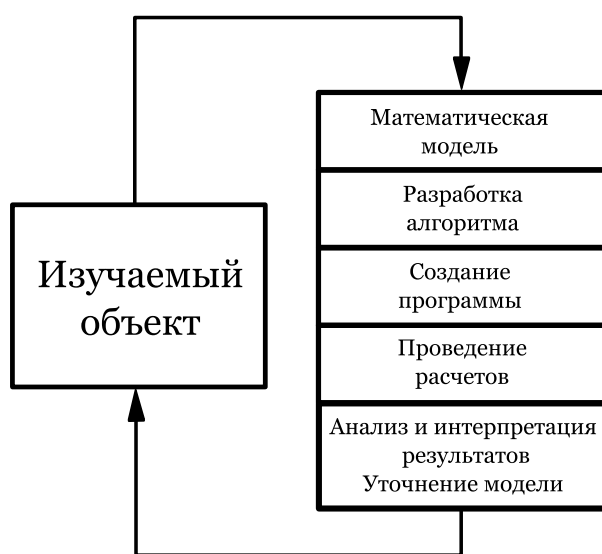 Математическая
модель
Разработка
алгоритма
Изучаемый
объект
Создание
программы
Проведение
расчетов
Анализ и интерпретация
результатов
Уточнение модели